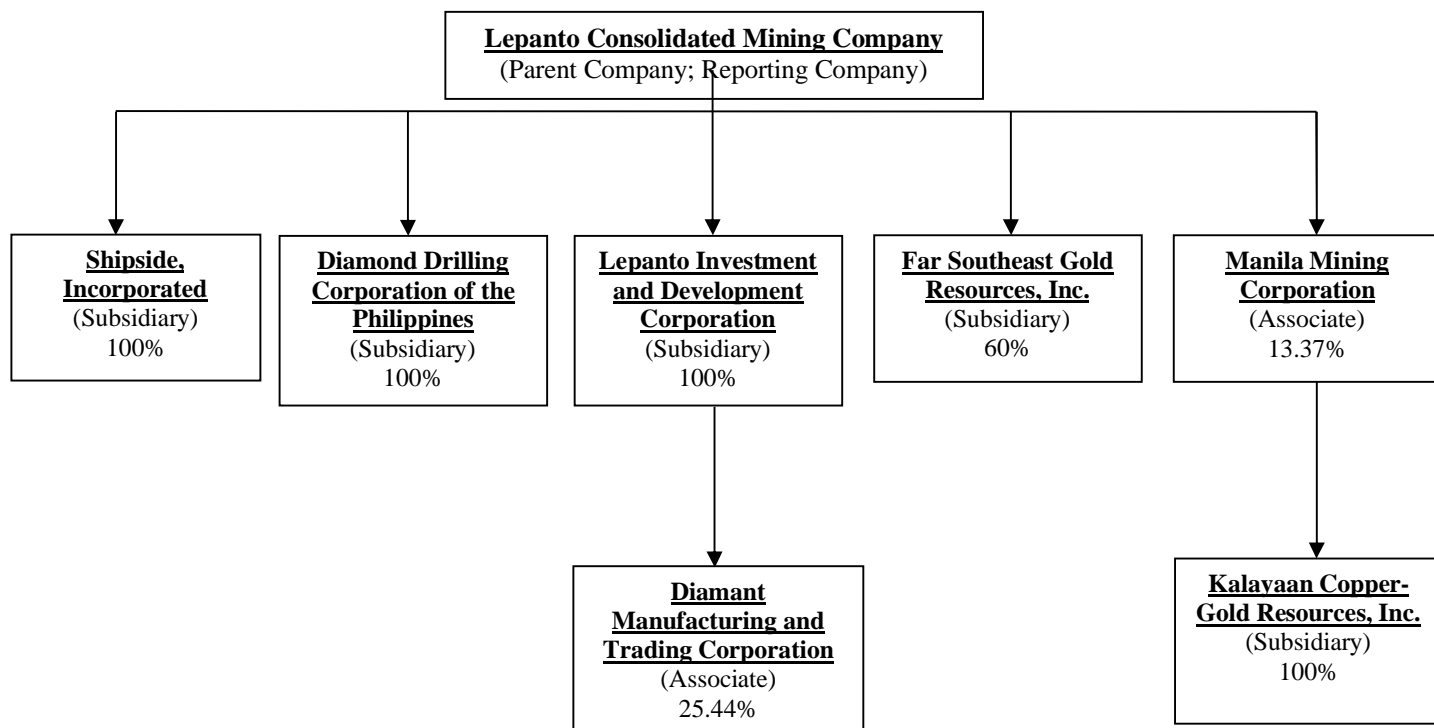 Lepanto Consolidated Mining Company
(Parent Company; Reporting Company)
Shipside,
Incorporated
(Subsidiary)
100%
Diamond Drilling
Corporation of the
Philippines
(Subsidiary)
100%
Lepanto Investment
and Development
Corporation
(Subsidiary)
100%
Far Southeast Gold
Resources, Inc.
(Subsidiary)
60%
Manila Mining
Corporation
(Associate)
13.37%
Diamant
Manufacturing and
Trading Corporation
(Associate)
25.44%
Kalayaan Copper-
Gold Resources, Inc.
(Subsidiary)
100%